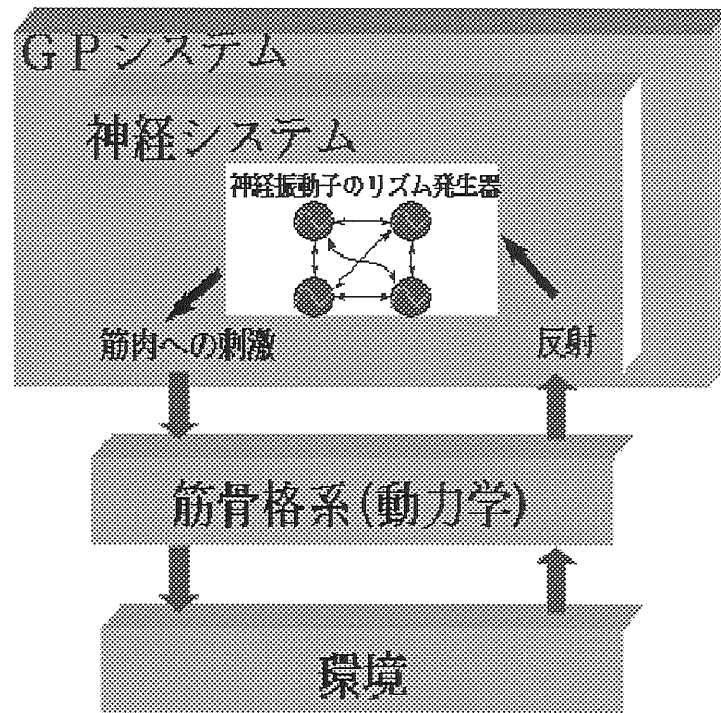 GPシステム
神経システム
神経振動子のリズム発生器
筋肉への刺激
反射
筋骨格系(動力学)
環境